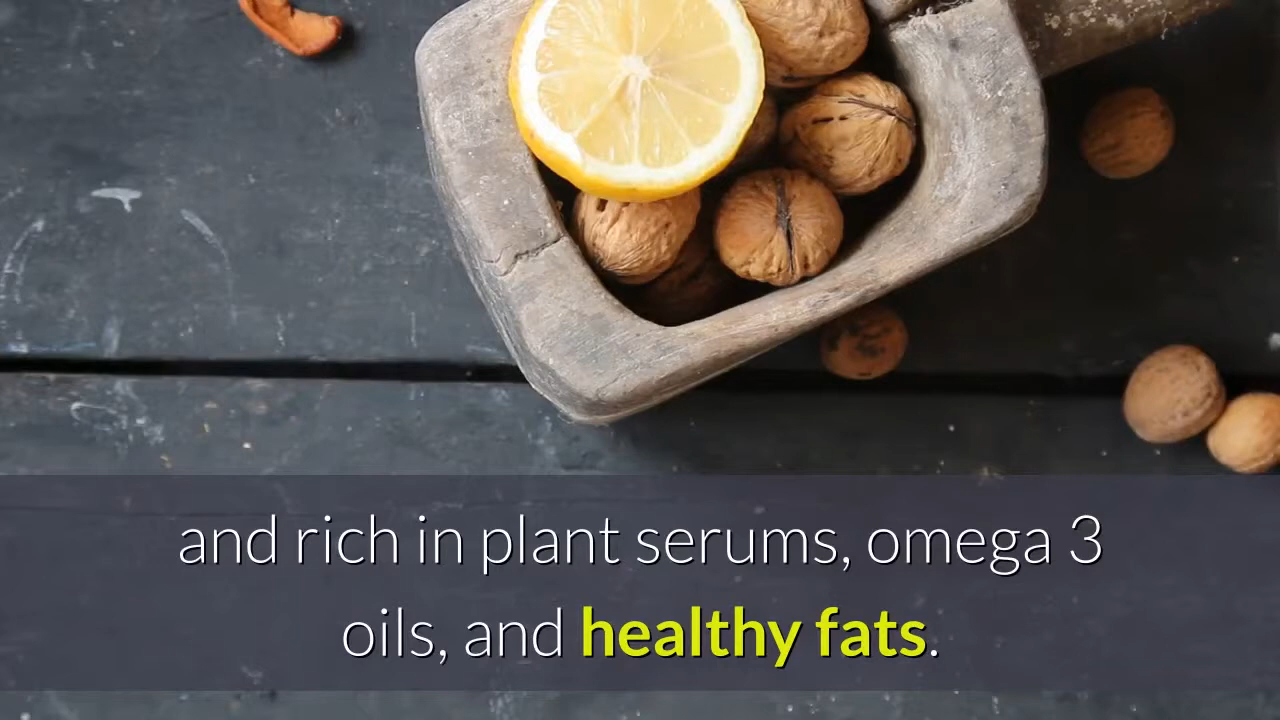 and rich in plant serums, omega 3
oils, and healthy fats.